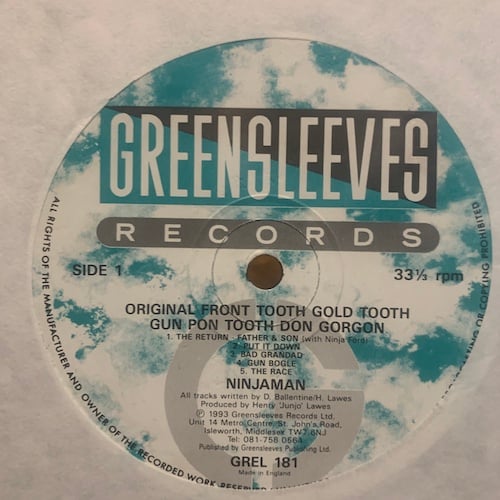 GREENSLEEVES
RECORDS
SIDE 1
33⅓ rpm
ORIGINAL FRONT TOOTH GOLD TOOTH
GUN PON TOOTH DON GORGON
1. THE RETURN - FATHER & SON (with Ninja Ford)
2. PUT IT DOWN
3. BAD GRANDAD
4. GUN BOGLE
5. THE RACE
NINJAMAN
All tracks written by D. Ballentine/H. Lawes
Produced by Henry 'Junjo' Lawes
℗ 1993 Greensleeves Records Ltd.
Unit 14 Metro Centre, St. John's Road,
Isleworth, Middlesex TW7 6NJ
Tel: 081-758 0564
Published by Greensleeves Publishing Ltd.
GREL 181
Made in England
ALL RIGHTS OF THE MANUFACTURER AND OWNER OF THE RECORDED WORK RESERVED
OR COPYING PROHIBITED